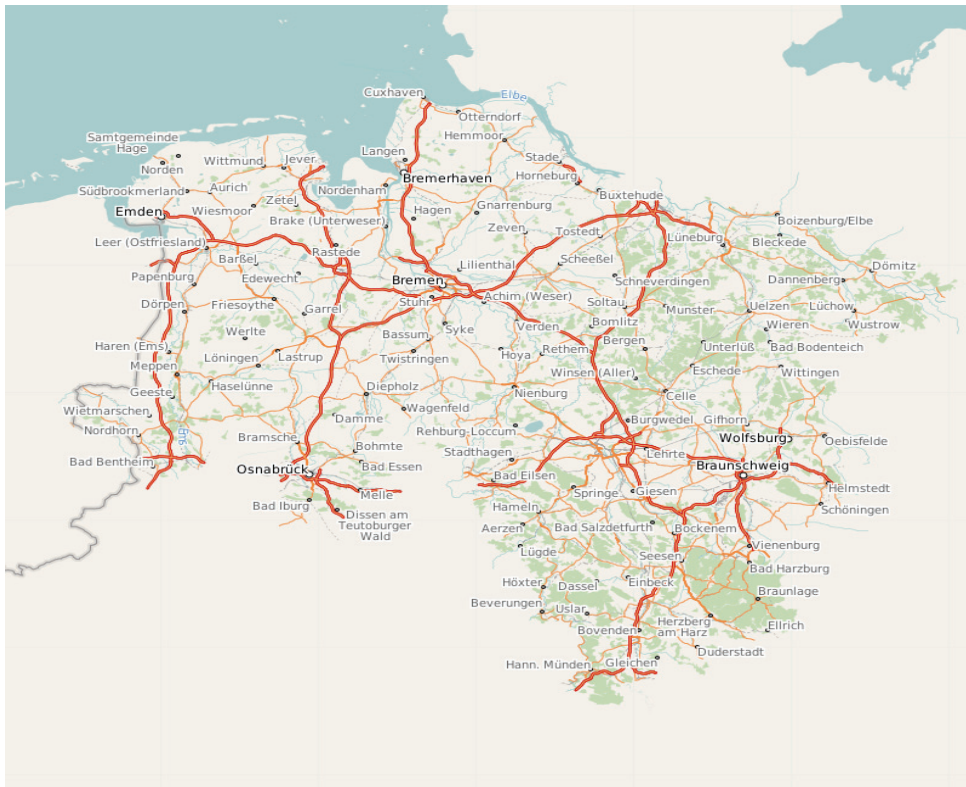 Cuxhaven
Elbe
Otterndorf
Hemmoor
Samtgemeinde
Hage
Langen
Stade
Wittmund
Jever
Norden
Bremerhaven
Horneburg
Südbrookmerland
Aurich
Nordenham
Buxtehude
Zetel
Gnarrenburg
Emden
Wiesmoor
Hagen
Brake (Unterweser)
Boizenburg/Elbe
Zeven
Tostedt
Leer (Ostfriesland)
Lüneburg
Bleckede
Rastede
Barßel
Scheeßel
Lilienthal
Dömitz
Papenburg
Edewecht
Bremen
Schneverdingen
Dannenberg
Stuhr
Achim (Weser)
Dörpen
Friesoythe
Garrel
Soltau
Munster
Uelzen
Lüchow
Bomlitz
Wieren
Wustrow
Werlte
Bassum
Syke
Verden
Bergen
Haren (Ems)
Rethem
Unterlüß
Bad Bodenteich
Löningen
Lastrup
Twistringen
Hoya
Meppen
Winsen (Aller)
Eschede
Wittingen
Haselünne
Diepholz
Geeste
Nienburg
Celle
Wietmarschen
Damme
Wagenfeld
Burgwedel
Gifhorn
Nordhorn
Ems
Bramsche
Rehburg-Loccum
Wolfsburg
Oebisfelde
Bohmte
Stadthagen
Lehrte
Bad Bentheim
Osnabrück
Bad Essen
Braunschweig
Bad Eilsen
Melle
Springe
Giesen
Helmstedt
Bad Iburg
Hameln
Schöningen
Dissen am
Teutoburger
Wald
Aerzen
Bad Salzdetfurth
Bockenem
Vienenburg
Lügde
Seesen
Bad Harzburg
Höxter
Dassel
Einbeck
Braunlage
Beverungen
Uslar
Herzberg
am Harz
Bovenden
Ellrich
Duderstadt
Hann. Münden
Gleichen